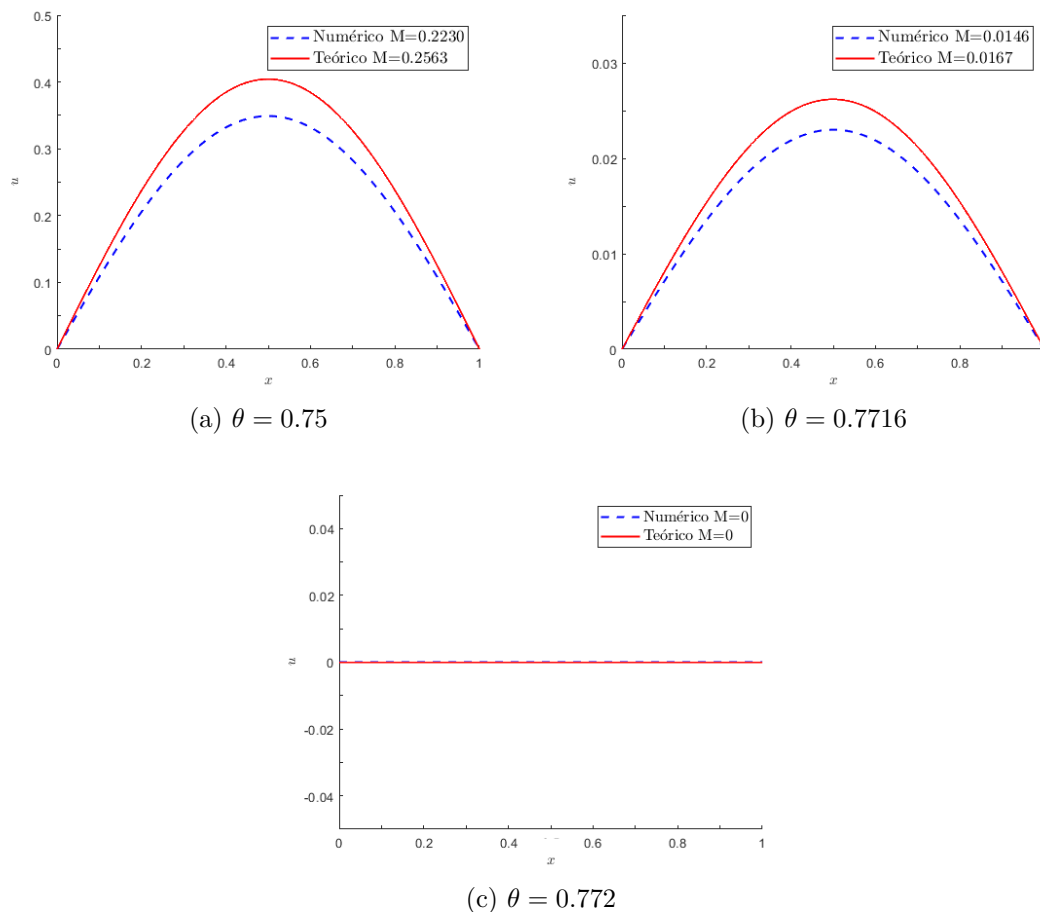 0.5
0.4
0.3
0.2
0.1
0
u
0 0.2 0.4 0.6 0.8 1
x
Numérico M=0.2230
Teórico M=0.2563
(a) θ = 0.75
0.03
0.02
0.01
0
u
0 0.2 0.4 0.6 0.8
x
Numérico M=0.0146
Teórico M=0.0167
(b) θ = 0.7716
0.04
0.02
0
-0.02
-0.04
u
0 0.2 0.4 0.6 0.8 1
x
Numérico M=0
Teórico M=0
(c) θ = 0.772